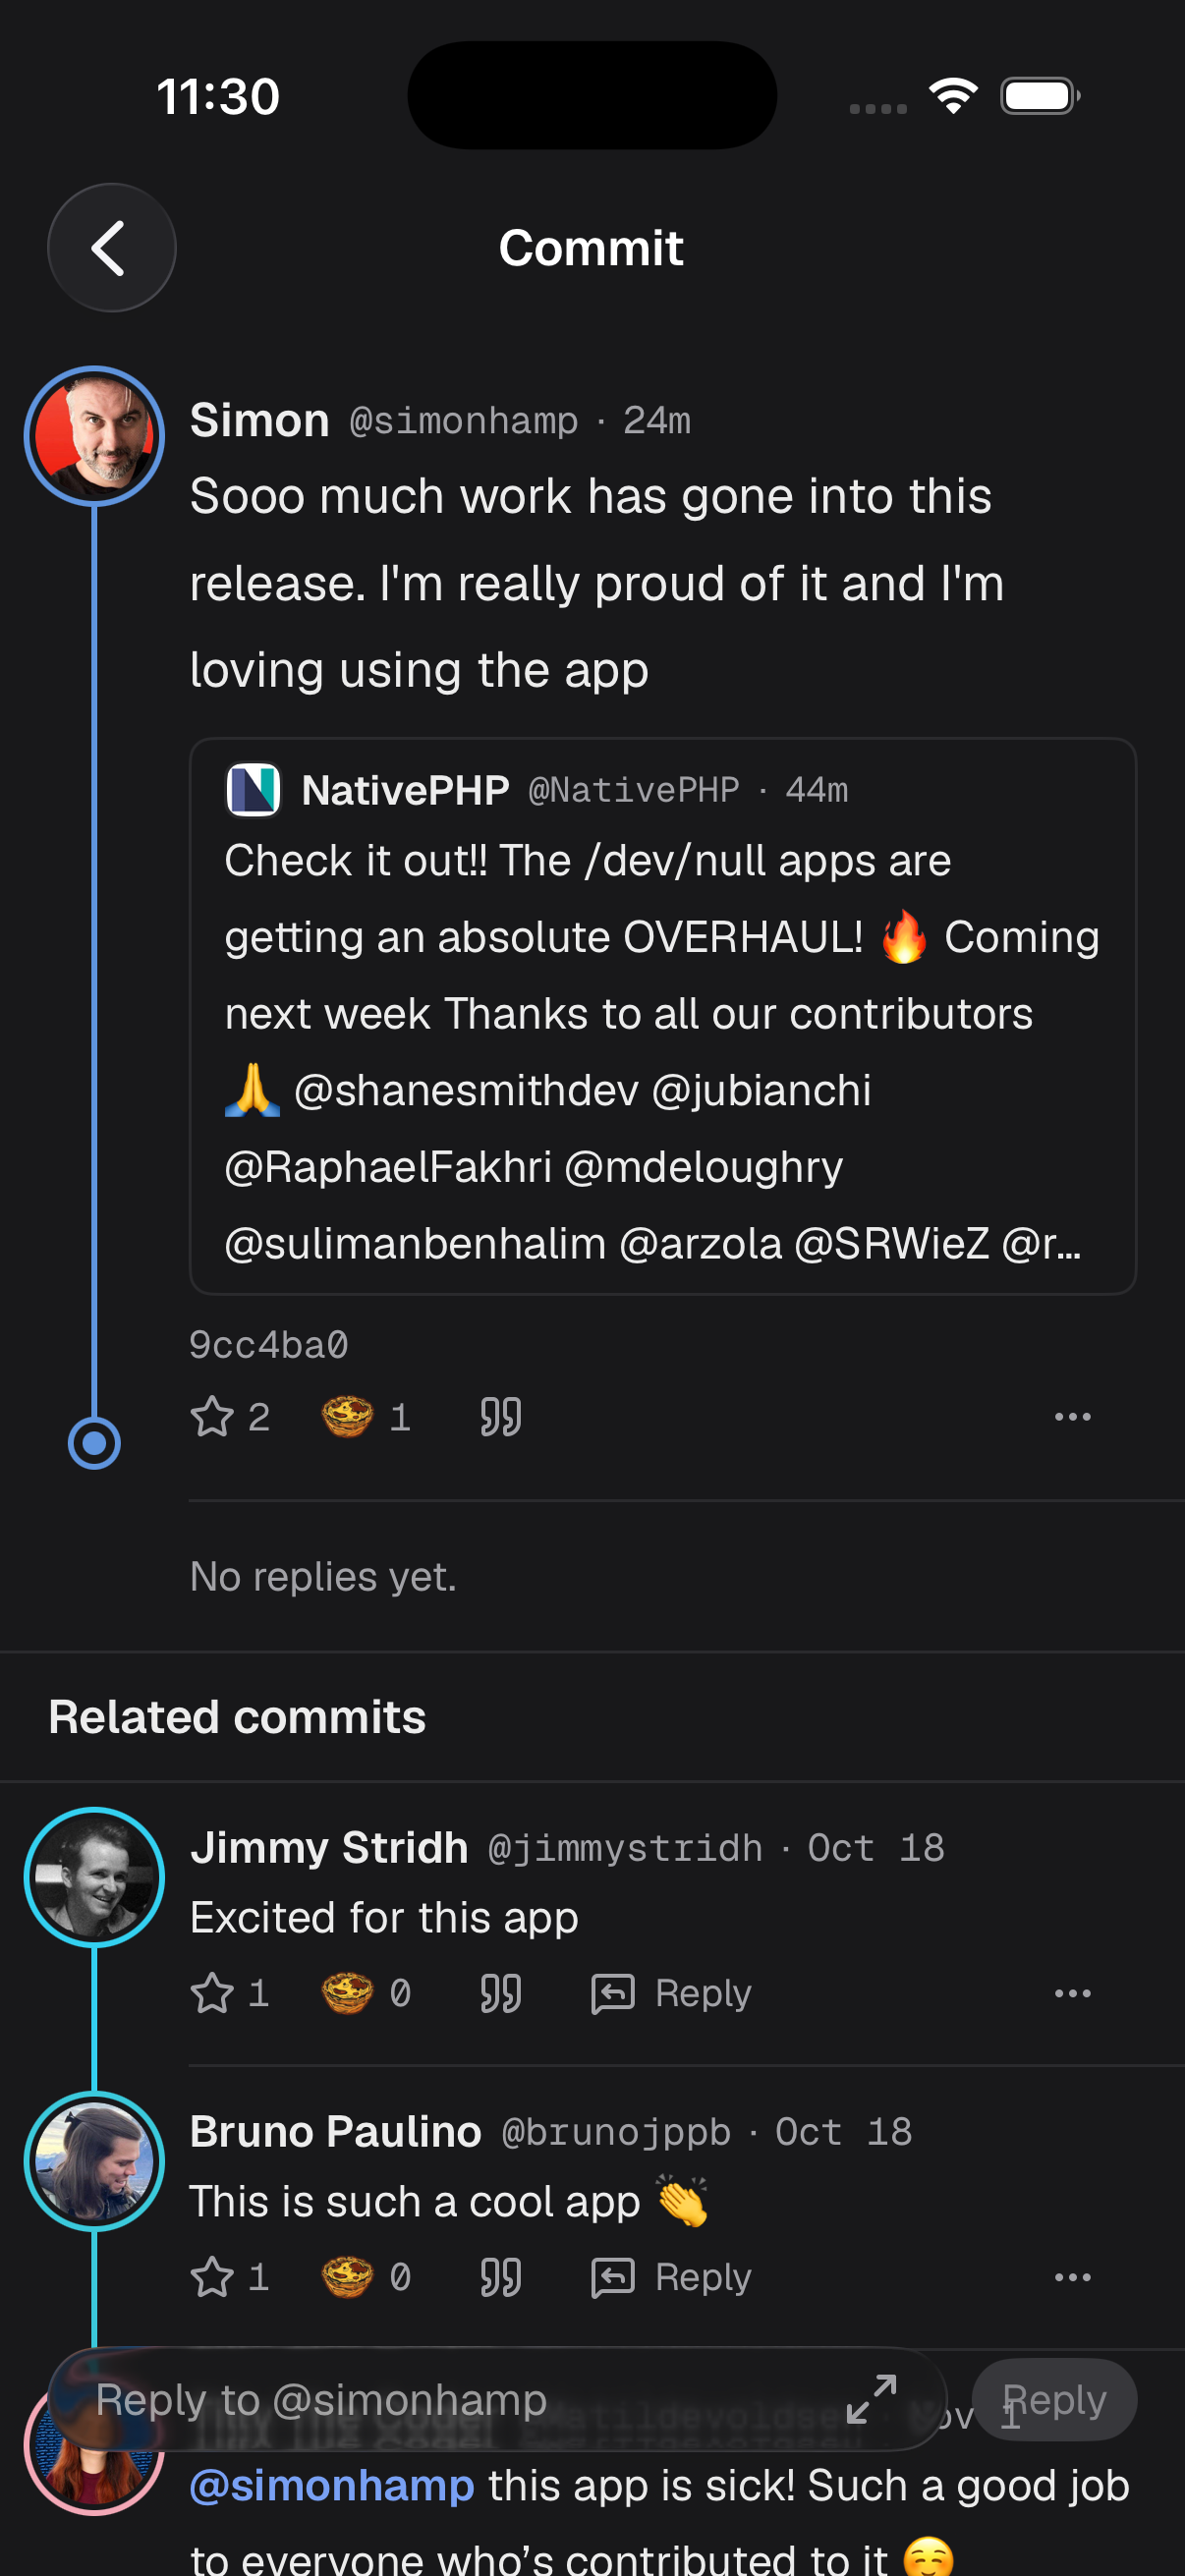 11:30
Commit
Simon @simonhamp · 24m
Sooo much work has gone into this
release. I'm really proud of it and I'm
loving using the app
NativePHP @NativePHP · 44m
Check it out!! The /dev/null apps are
getting an absolute OVERHAUL! 🔥 Coming
next week Thanks to all our contributors
🙏 @shanesmithdev @jubianchi
@RaphaelFakhri @mdeloughry
@sulimanbenhalim @arzola @SRWieZ @r...
9cc4ba0
2 1
No replies yet.
Related commits
Jimmy Stridh @jimmystridh · Oct 18
Excited for this app
1 0 Reply
Bruno Paulino @brunojppb · Oct 18
This is such a cool app 👏
1 0 Reply
Reply to @simonhamp Reply
1
@simonhamp this app is sick! Such a good job
to everyone who's contributed to it ☺️